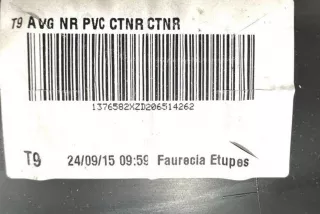 T9 AVG NR PVC CTNR CTNR
1376582XZD206514262
T9 24/09/15 09:59 Faurecia Etupes